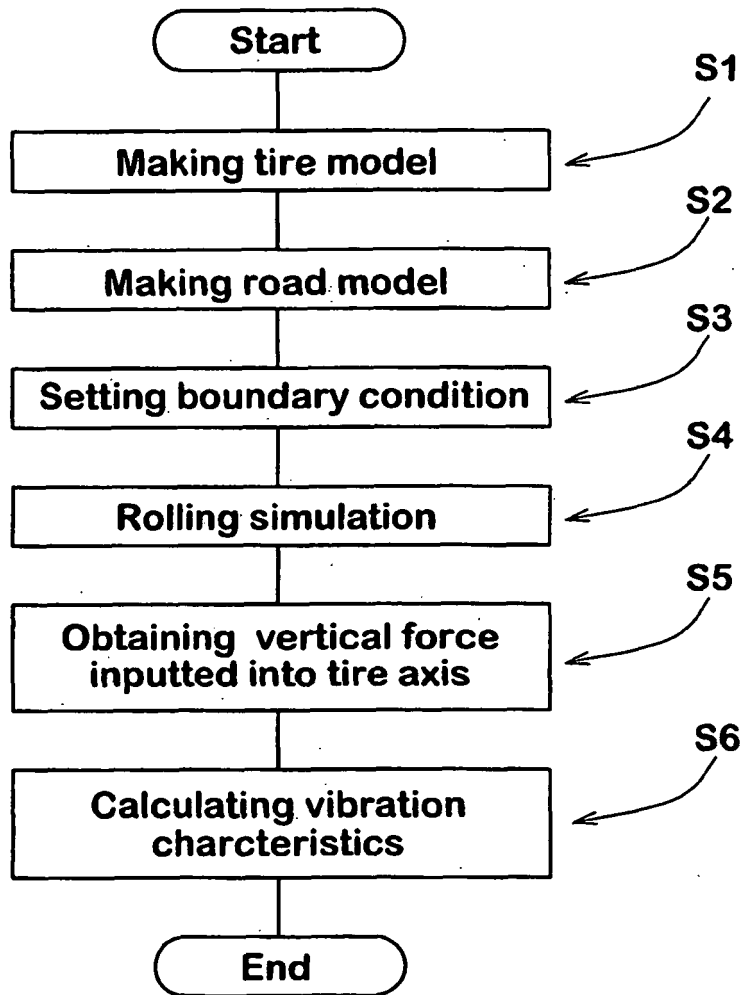 Start
S1
Making tire model
S2
Making road model
S3
Setting boundary condition
S4
Rolling simulation
S5
Obtaining vertical force
inputted into tire axis
S6
Calculating vibration
charcteristics
End